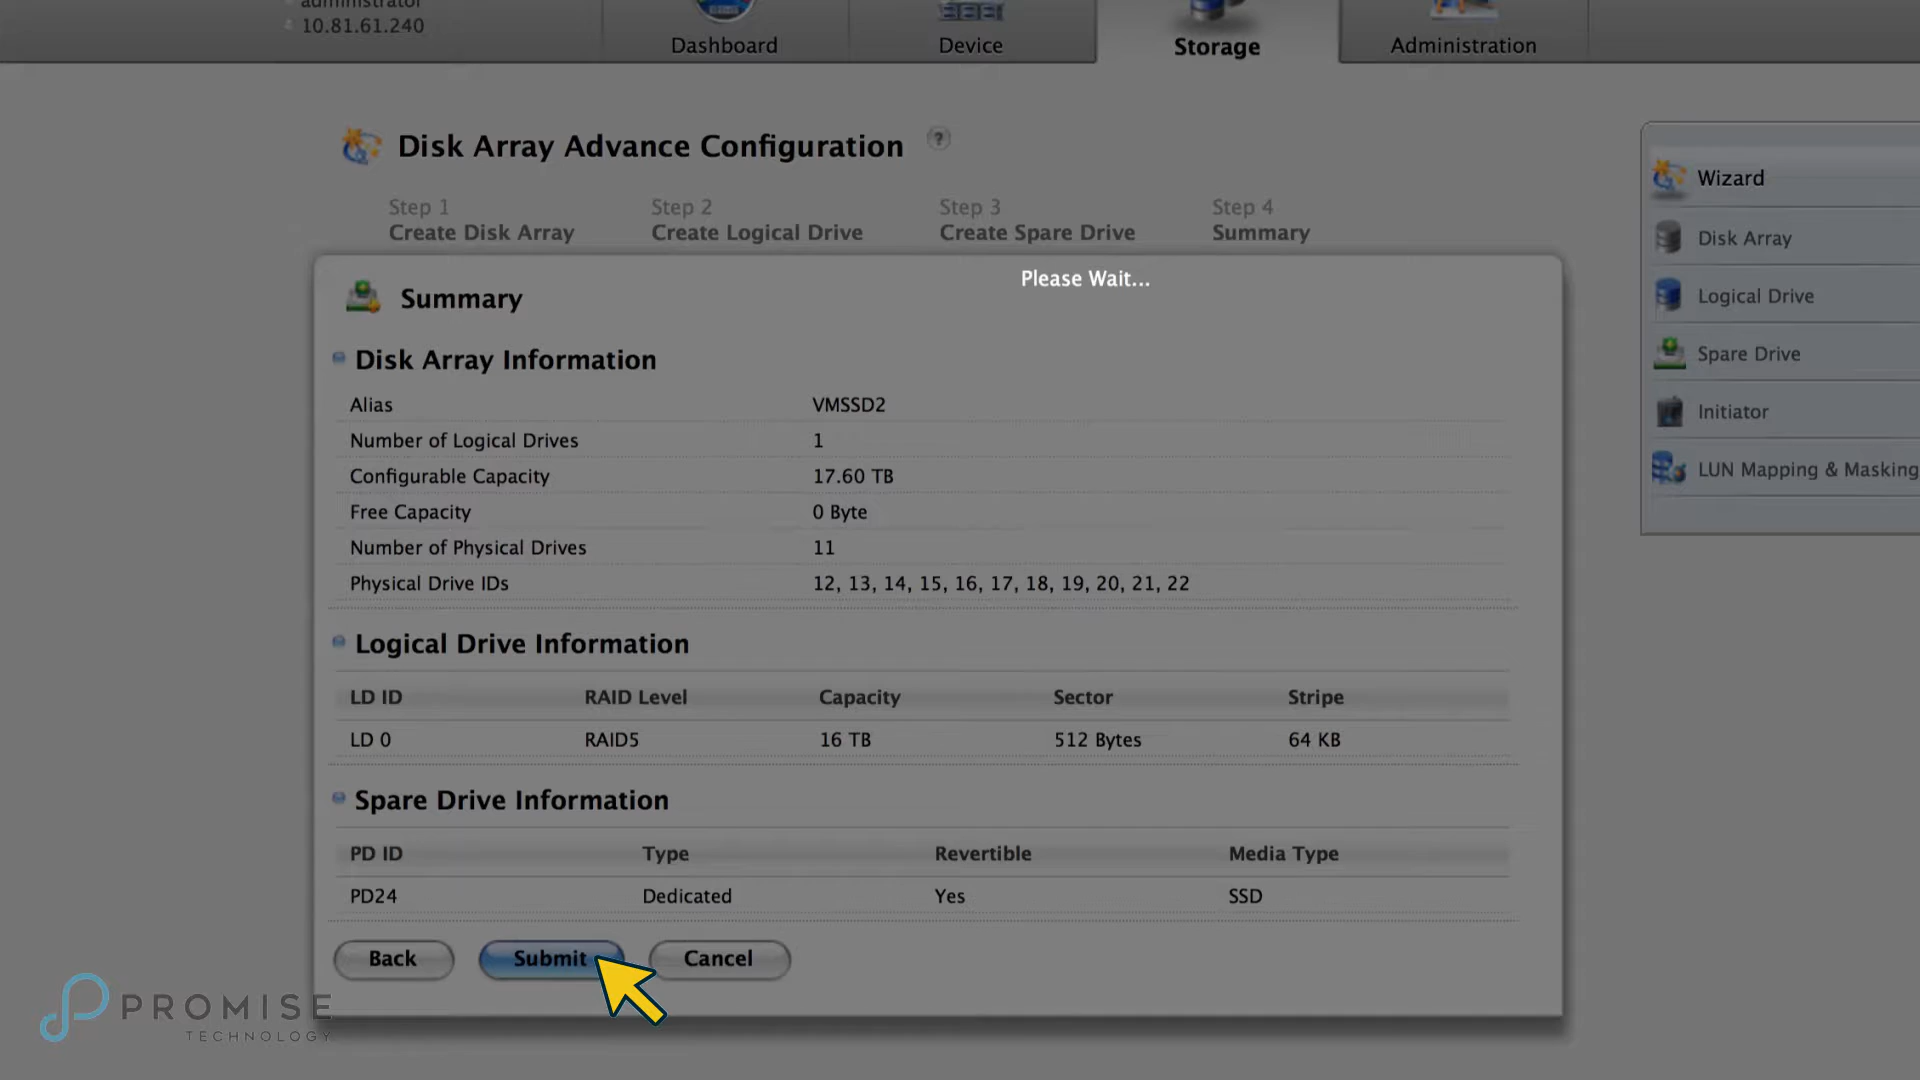 administrator
10.81.61.240
Dashboard
Device
Storage
Administration
Disk Array Advance Configuration ?
Step 1
Create Disk Array
Step 2
Create Logical Drive
Step 3
Create Spare Drive
Step 4
Summary
Please Wait...
Summary
Disk Array Information
Alias VMSSD2
Number of Logical Drives 1
Configurable Capacity 17.60 TB
Free Capacity 0 Byte
Number of Physical Drives 11
Physical Drive IDs 12, 13, 14, 15, 16, 17, 18, 19, 20, 21, 22
Logical Drive Information
LD ID RAID Level Capacity Sector Stripe
LD 0 RAID5 16 TB 512 Bytes 64 KB
Spare Drive Information
PD ID Type Revertible Media Type
PD24 Dedicated Yes SSD
Back Submit Cancel
Wizard
Disk Array
Logical Drive
Spare Drive
Initiator
LUN Mapping & Masking
PROMISE
TECHNOLOGY